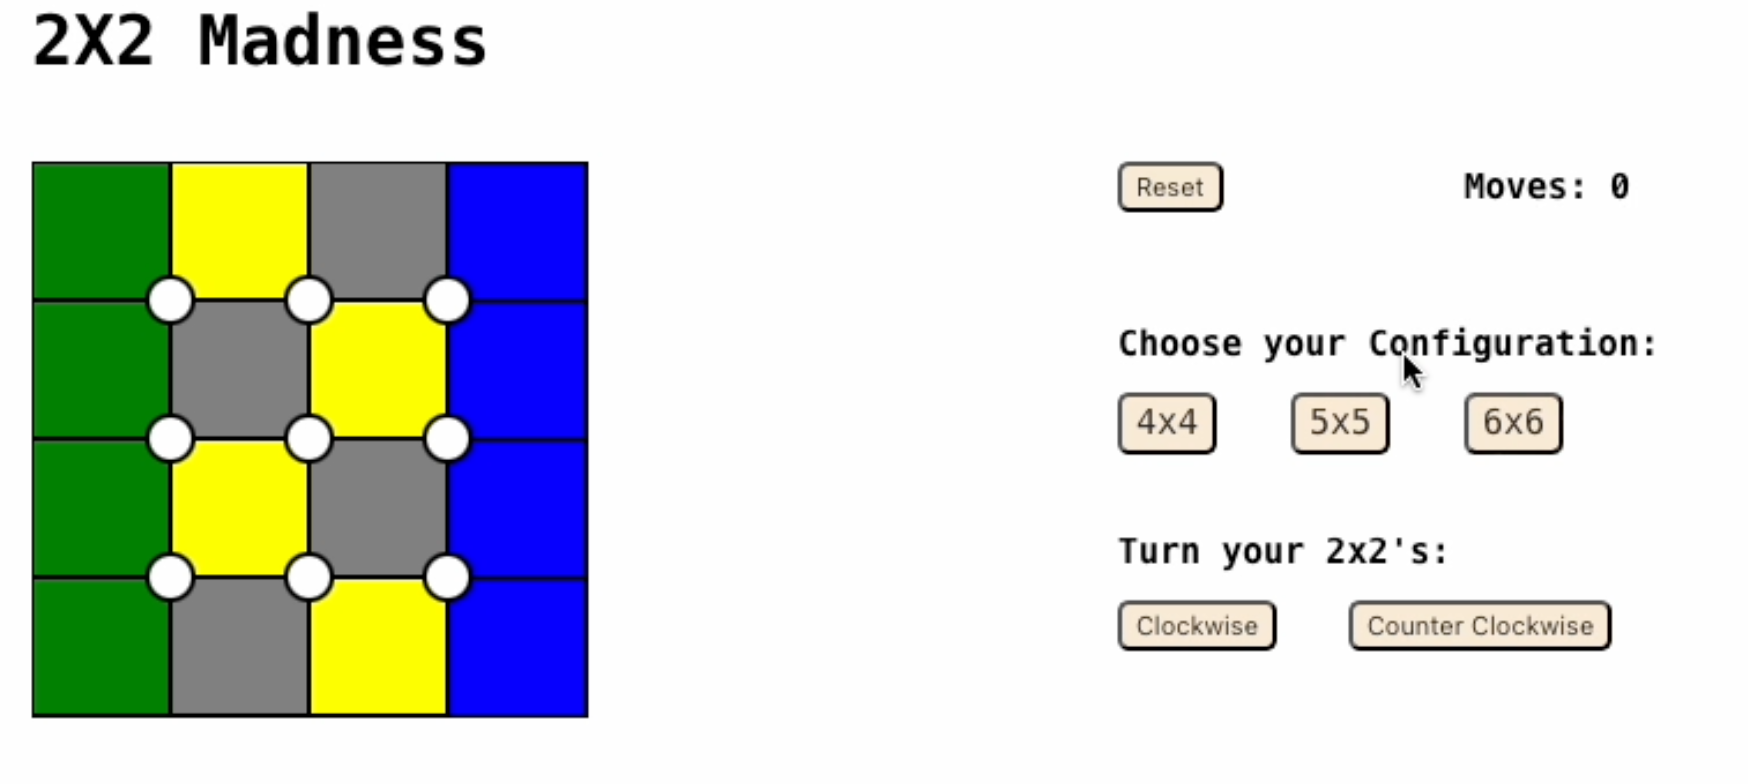 2X2 Madness
Reset
Moves: 0
Choose your Configuration:
4x4
5x5
6x6
Turn your 2x2's:
Clockwise
Counter Clockwise